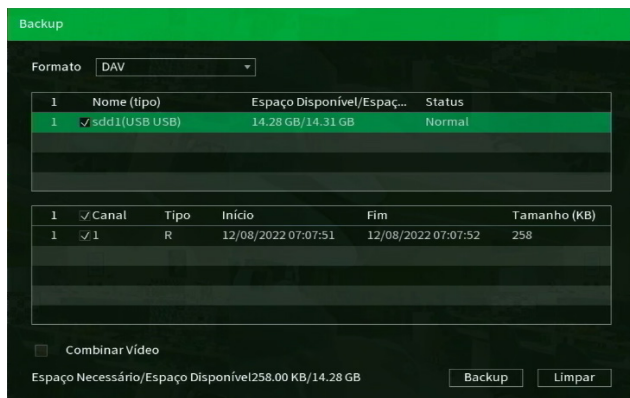 Backup
Formato DAV
1 Nome (tipo) Espaço Disponível/Espaç... Status
1 sdd1(USB USB) 14.28 GB/14.31 GB Normal
1 Canal Tipo Início Fim Tamanho (KB)
1 1 R 12/08/2022 07:07:51 12/08/2022 07:07:52 258
Combinar Vídeo
Espaço Necessário/Espaço Disponível258.00 KB/14.28 GB Backup Limpar